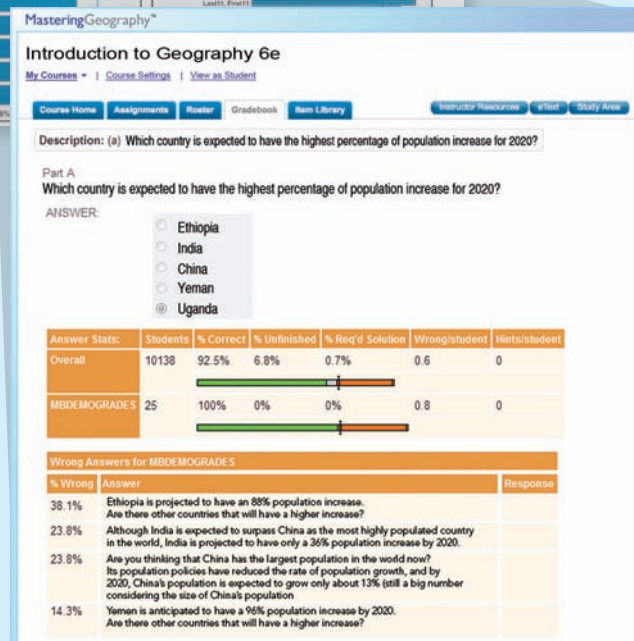 Last11, First11
MasteringGeography™
Introduction to Geography 6e
My Courses | Course Settings | View as Student
Course Home Assignments Roster Gradebook Item Library Instructor Resources eText Study Area
Description: (a) Which country is expected to have the highest percentage of population increase for 2020?
Part A
Which country is expected to have the highest percentage of population increase for 2020?
ANSWER:
Ethiopia
India
China
Yeman
Uganda
Answer Stats: Students % Correct % Unfinished % Req'd Solution Wrong/student Hints/student
Overall 10138 92.5% 6.8% 0.7% 0.6 0
MBDEMOGRADES 25 100% 0% 0% 0.8 0
Wrong Answers for MBDEMOGRADES
% Wrong Answer Response
38.1% Ethiopia is projected to have an 88% population increase.
Are there other countries that will have a higher increase?
23.8% Although India is expected to surpass China as the most highly populated country
in the world, India is projected to have only a 36% population increase by 2020.
23.8% Are you thinking that China has the largest population in the world now?
Its population policies have reduced the rate of population growth, and by
2020, China's population is expected to grow only about 13% (still a big number
considering the size of China's population
14.3% Yemen is anticipated to have a 96% population increase by 2020.
Are there other countries that will have a higher increase?